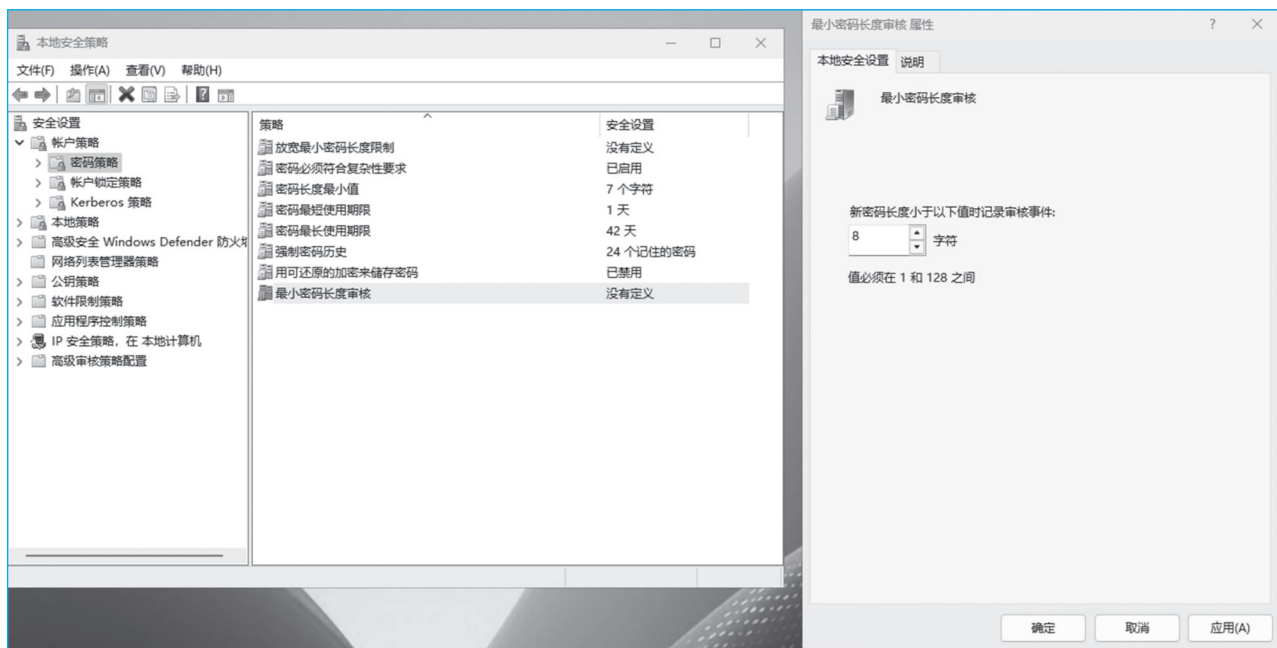 本地安全策略
文件(F) 操作(A) 查看(V) 帮助(H)
安全设置
帐户策略
密码策略
帐户锁定策略
Kerberos 策略
本地策略
高级安全 Windows Defender 防火
网络列表管理器策略
公钥策略
软件限制策略
应用程序控制策略
IP 安全策略，在 本地计算机
高级审核策略配置
策略 安全设置
放宽最小密码长度限制 没有定义
密码必须符合复杂性要求 已启用
密码长度最小值 7 个字符
密码最短使用期限 1 天
密码最长使用期限 42 天
强制密码历史 24 个记住的密码
用可还原的加密来储存密码 已禁用
最小密码长度审核 没有定义
最小密码长度审核 属性 ?
本地安全设置 说明
最小密码长度审核
新密码长度小于以下值时记录审核事件:
8 字符
值必须在 1 和 128 之间
确定 取消 应用(A)